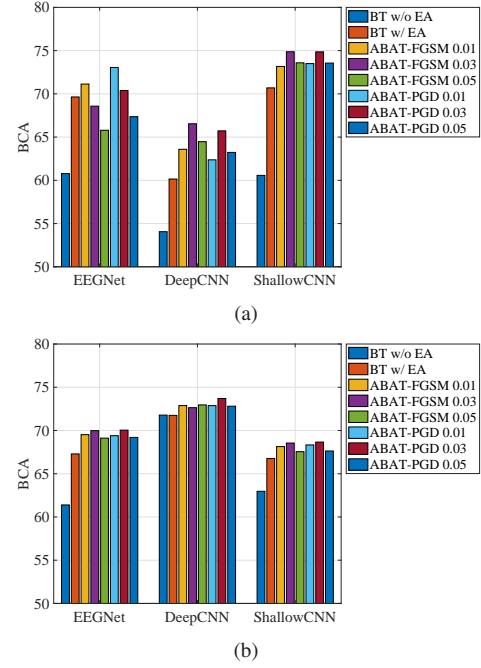 80
75
70
65
60
55
50
BCA
EEGNet DeepCNN ShallowCNN
BT w/o EA
BT w/ EA
ABAT-FGSM 0.01
ABAT-FGSM 0.03
ABAT-FGSM 0.05
ABAT-PGD 0.01
ABAT-PGD 0.03
ABAT-PGD 0.05
(a)
80
75
70
65
60
55
50
BCA
EEGNet DeepCNN ShallowCNN
BT w/o EA
BT w/ EA
ABAT-FGSM 0.01
ABAT-FGSM 0.03
ABAT-FGSM 0.05
ABAT-PGD 0.01
ABAT-PGD 0.03
ABAT-PGD 0.05
(b)